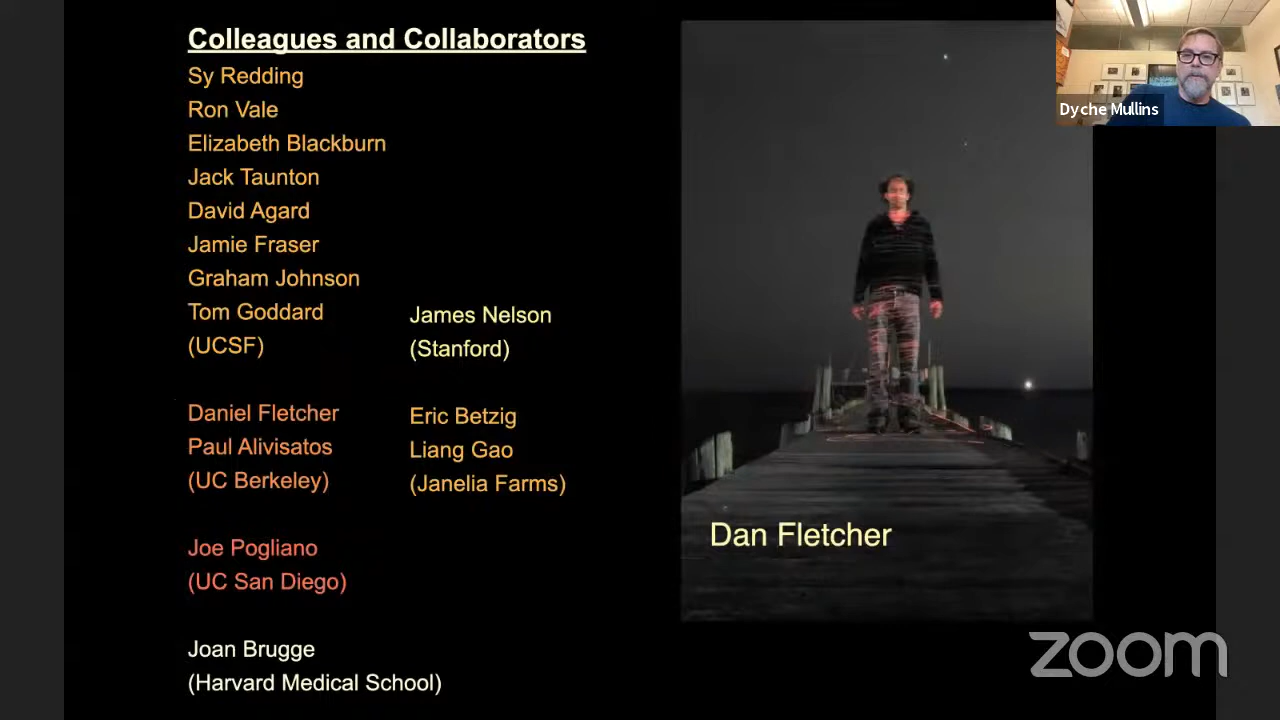 Colleagues and Collaborators
Sy Redding
Ron Vale
Elizabeth Blackburn
Jack Taunton
David Agard
Jamie Fraser
Graham Johnson
Tom Goddard
(UCSF)
James Nelson
(Stanford)
Daniel Fletcher
Paul Alivisatos
(UC Berkeley)
Eric Betzig
Liang Gao
(Janelia Farms)
Joe Pogliano
(UC San Diego)
Joan Brugge
(Harvard Medical School)
Dan Fletcher
Dyche Mullins
zoom